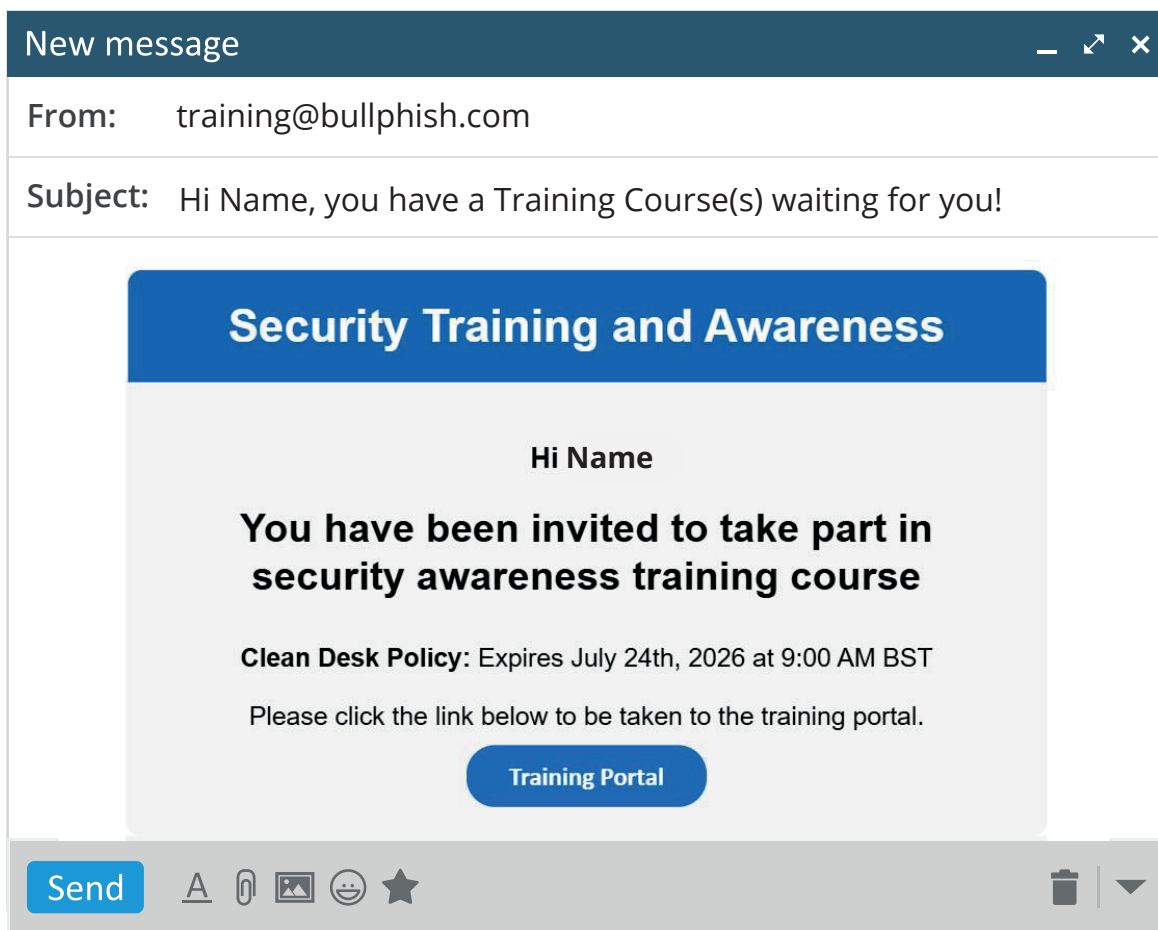 New message
From: training@bullphish.com
Subject: Hi Name, you have a Training Course(s) waiting for you!
Security Training and Awareness
Hi Name
You have been invited to take part in
security awareness training course
Clean Desk Policy: Expires July 24th, 2026 at 9:00 AM BST
Please click the link below to be taken to the training portal.
Training Portal
Send A